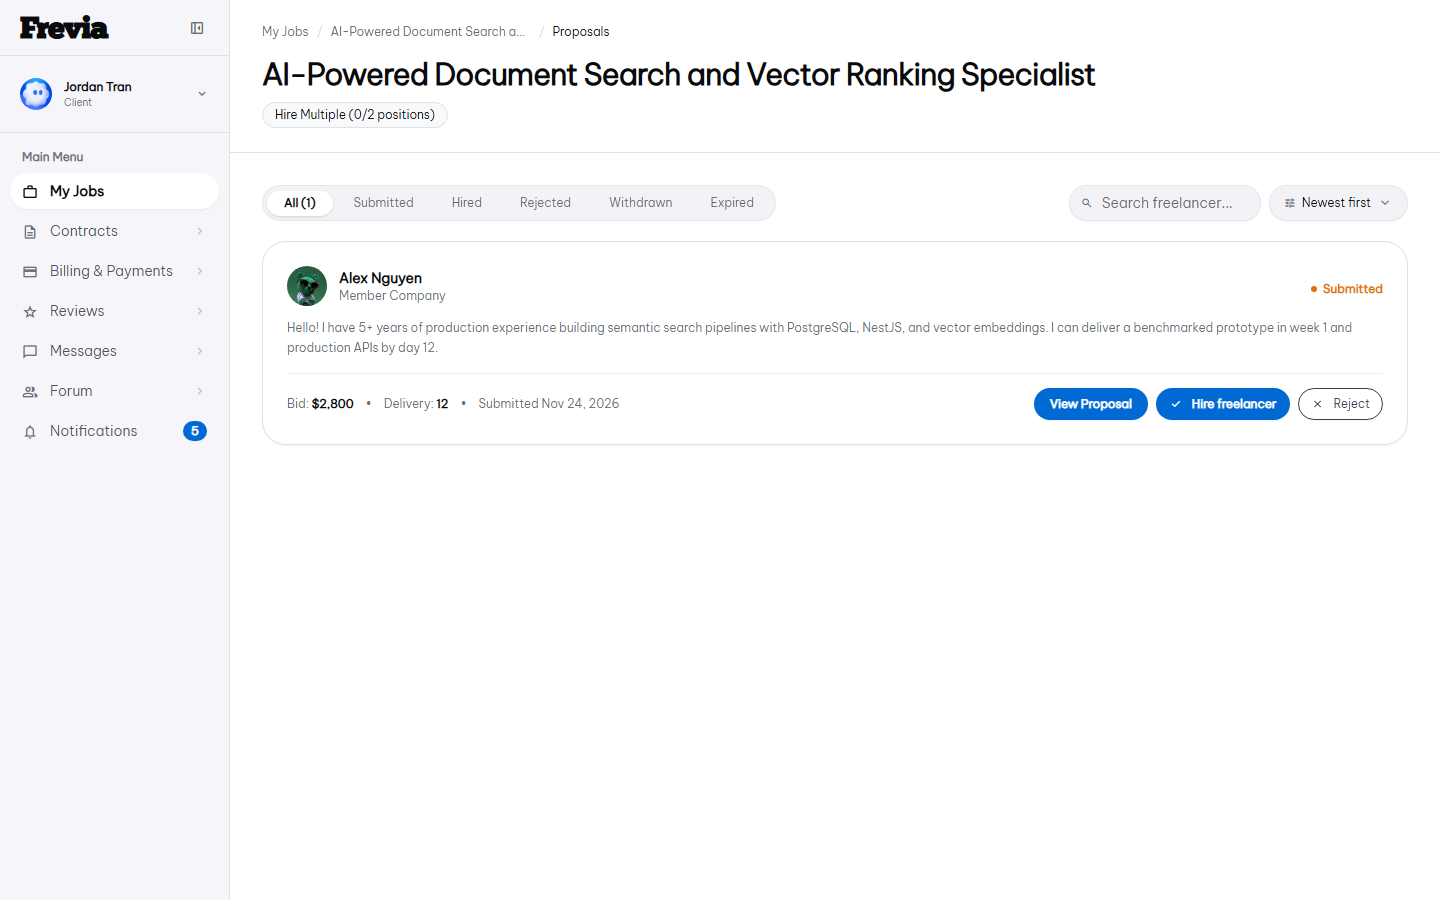 Frevia
Jordan Tran
Client
Main Menu
My Jobs
Contracts
Billing & Payments
Reviews
Messages
Forum
Notifications 5
My Jobs / AI-Powered Document Search a... / Proposals
AI-Powered Document Search and Vector Ranking Specialist
Hire Multiple (0/2 positions)
All (1) Submitted Hired Rejected Withdrawn Expired
Search freelancer... Newest first
Alex Nguyen
Member Company
Submitted
Hello! I have 5+ years of production experience building semantic search pipelines with PostgreSQL, NestJS, and vector embeddings. I can deliver a benchmarked prototype in week 1 and
production APIs by day 12.
Bid: $2,800 • Delivery: 12 • Submitted Nov 24, 2026
View Proposal Hire freelancer Reject